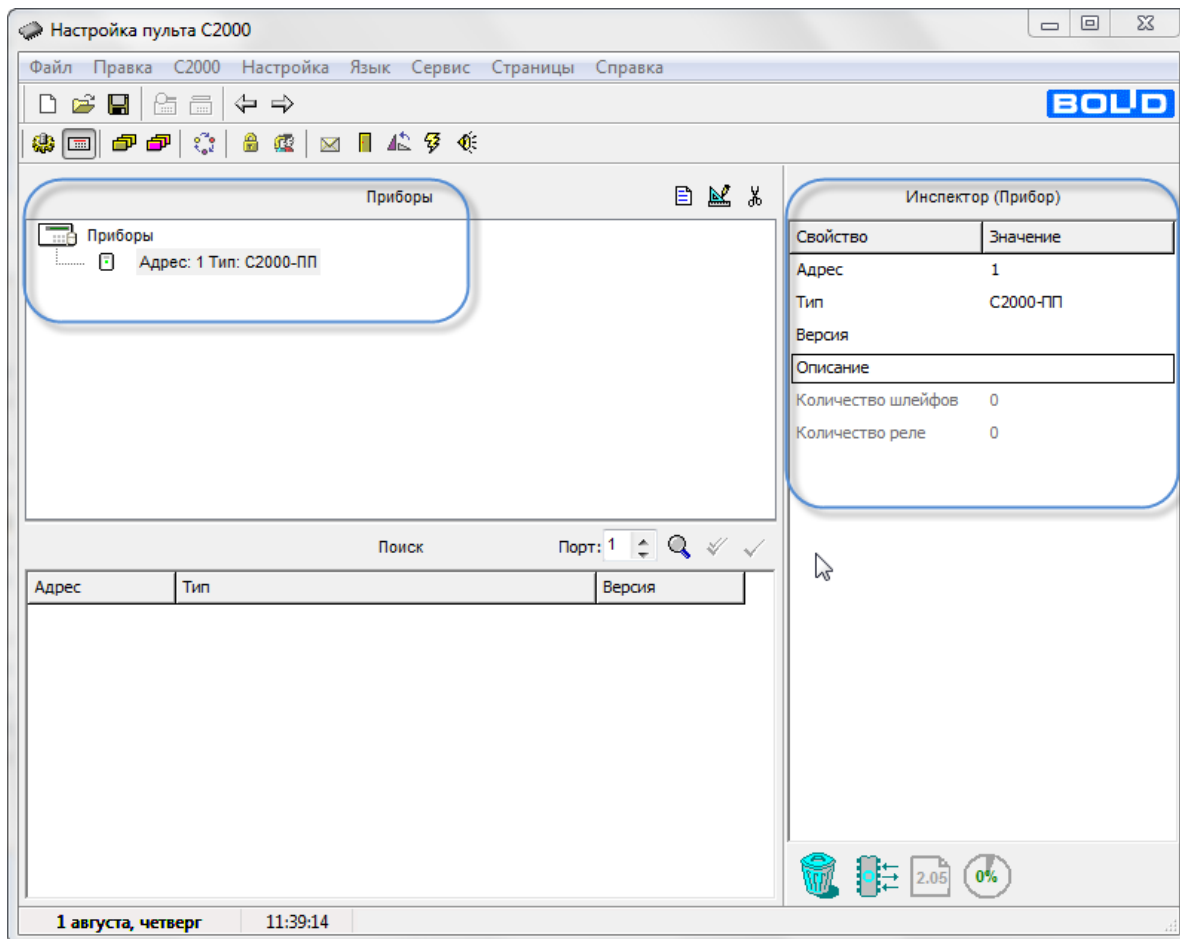 Настройка пульта С2000
Файл Правка С2000 Настройка Язык Сервис Страницы Справка
BOLID
Приборы
Приборы
Адрес: 1 Тип: С2000-ПП
Инспектор (Прибор)
Свойство Значение
Адрес 1
Тип С2000-ПП
Версия
Описание
Количество шлейфов 0
Количество реле 0
Поиск Порт: 1
Адрес Тип Версия
2.05 0%
1 августа, четверг 11:39:14